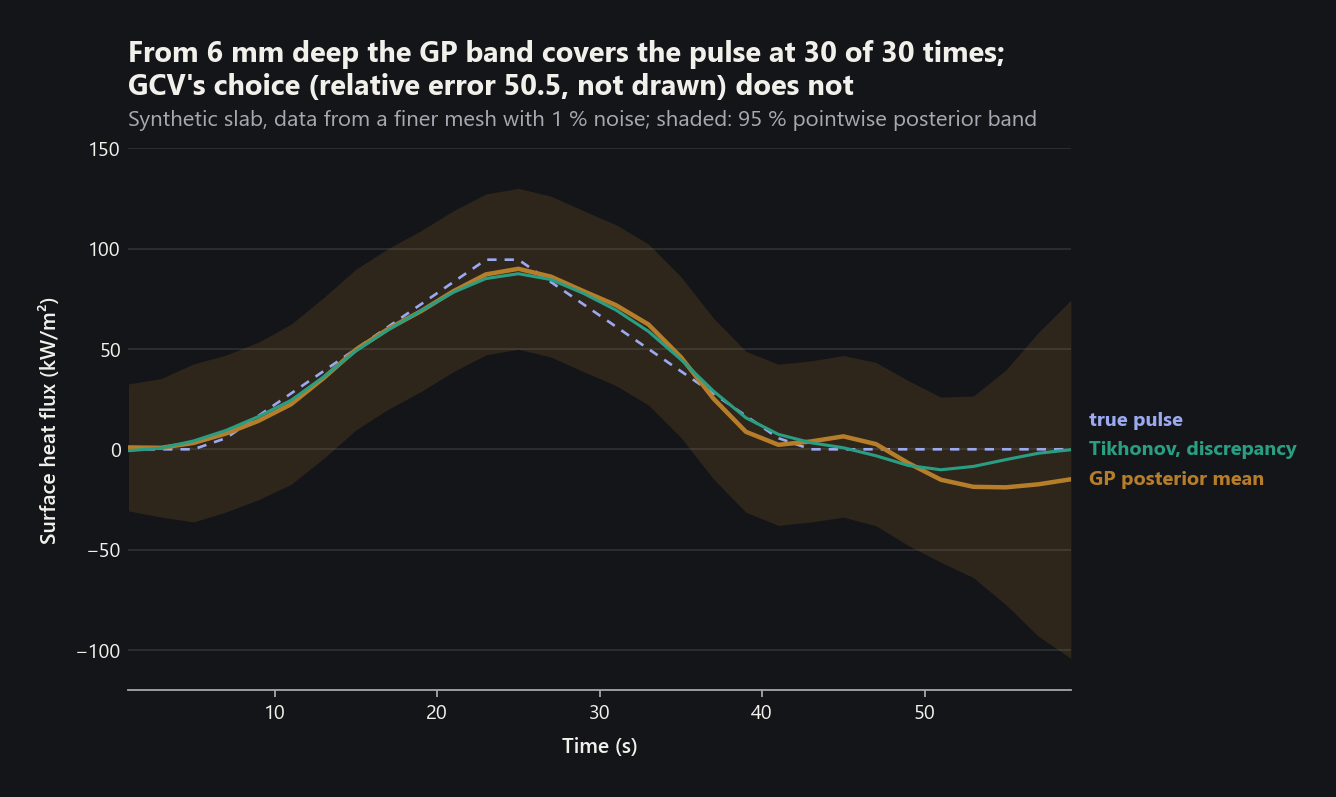 From 6 mm deep the GP band covers the pulse at 30 of 30 times;
GCV's choice (relative error 50.5, not drawn) does not
Synthetic slab, data from a finer mesh with 1 % noise; shaded: 95 % pointwise posterior band
150
100
50
0
−50
−100
Surface heat flux (kW/m²)
true pulse
Tikhonov, discrepancy
GP posterior mean
10 20 30 40 50
Time (s)